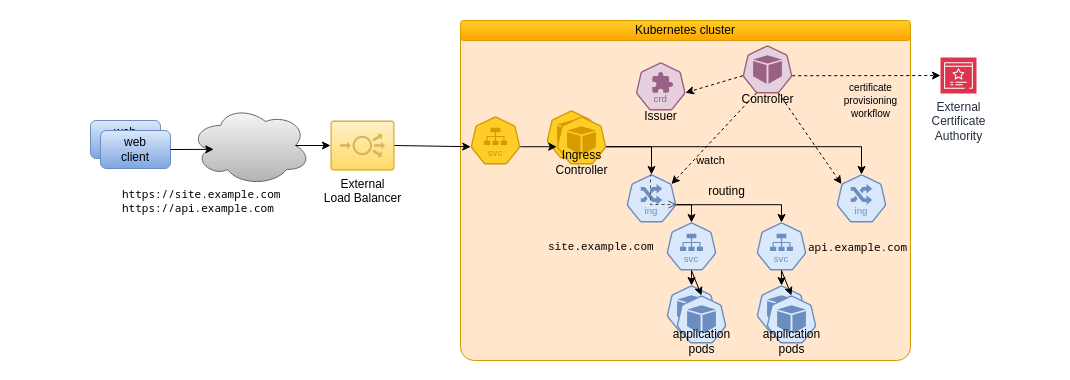 Kubernetes cluster
web
web
client
https://site.example.com
https://api.example.com
External
Load Balancer
svc
Ingress
Controller
crd
Issuer
Controller
certificate
provisioning
workflow
External
Certificate
Authority
watch
ing
routing
ing
site.example.com
svc
svc
api.example.com
application
pods
application
pods